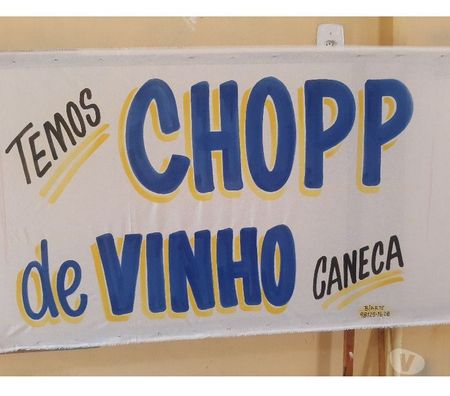 TEMOS CHOPP
de VINHO CANECA